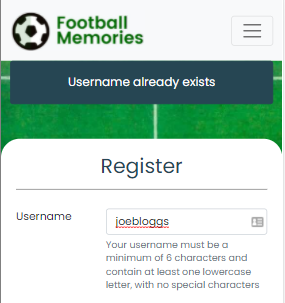 Football
Memories
Username already exists
Register
Username
joebloggs
Your username must be a
minimum of 6 characters and
contain at least one lowercase
letter, with no special characters